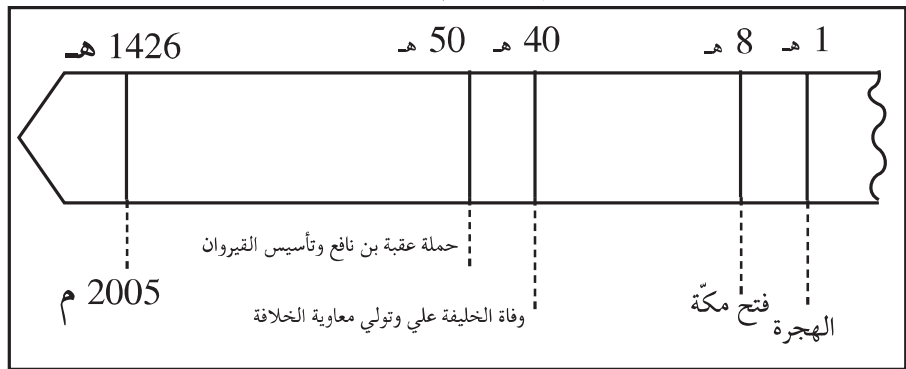 1 هـ
8 هـ
40 هـ
50 هـ
1426 هـ
الهجرة
فتح مكّة
وفاة الخليفة علي وتولي معاوية الخلافة
حملة عقبة بن نافع وتأسيس القيروان
2005 م